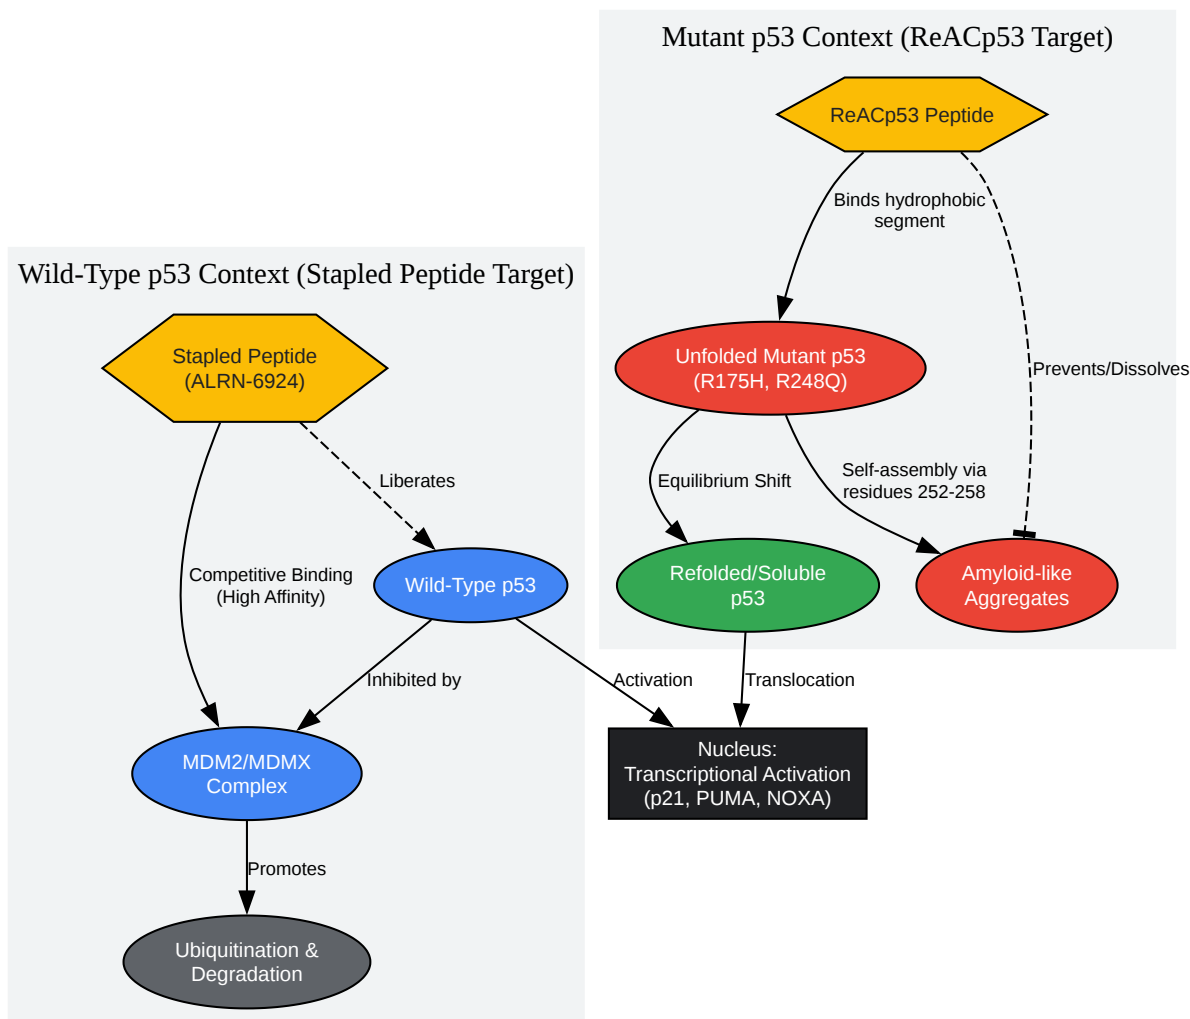 Mutant p53 Context (ReACp53 Target)
ReACp53 Peptide
Binds hydrophobic
segment
Unfolded Mutant p53
(R175H, R248Q)
Prevents/Dissolves
Equilibrium Shift
Self-assembly via
residues 252-258
Refolded/Soluble
p53
Amyloid-like
Aggregates
Translocation
Wild-Type p53 Context (Stapled Peptide Target)
Stapled Peptide
(ALRN-6924)
Liberates
Competitive Binding
(High Affinity)
Wild-Type p53
Inhibited by
Activation
MDM2/MDMX
Complex
Promotes
Ubiquitination &
Degradation
Nucleus:
Transcriptional Activation
(p21, PUMA, NOXA)